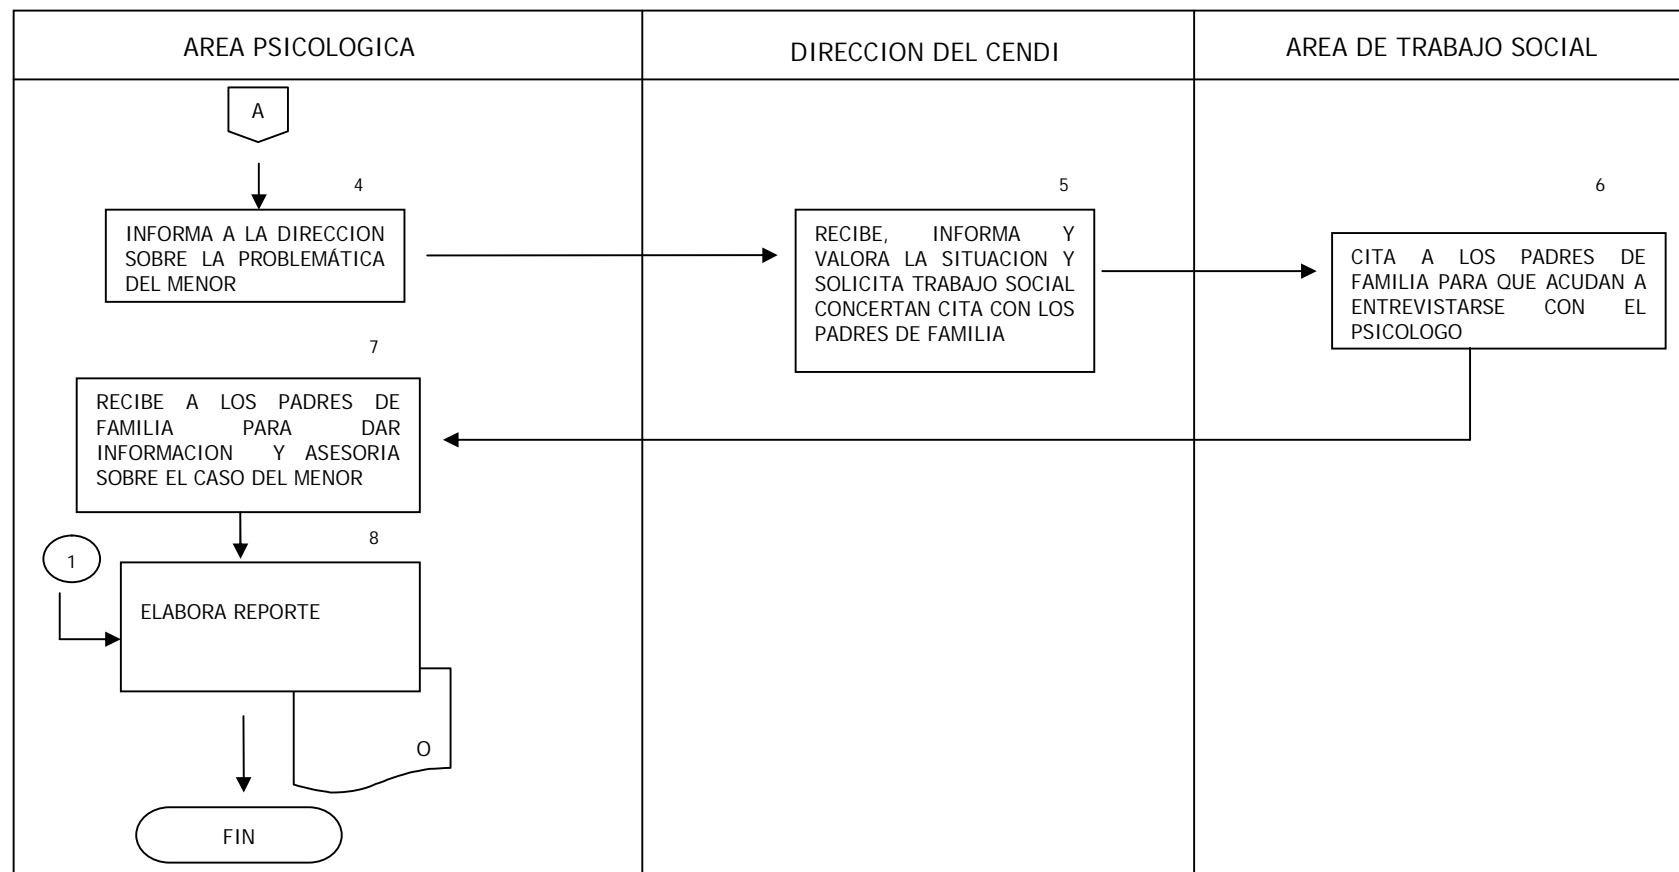 AREA PSICOLOGICA
DIRECCION DEL CENDI
AREA DE TRABAJO SOCIAL
A
4
INFORMA A LA DIRECCION
SOBRE LA PROBLEMÁTICA
DEL MENOR
5
RECIBE, INFORMA Y
VALORA LA SITUACION Y
SOLICITA TRABAJO SOCIAL
CONCERTAN CITA CON LOS
PADRES DE FAMILIA
6
CITA A LOS PADRES DE
FAMILIA PARA QUE ACUDAN A
ENTREVISTARSE CON EL
PSICOLOGO
7
RECIBE A LOS PADRES DE
FAMILIA PARA DAR
INFORMACION Y ASESORIA
SOBRE EL CASO DEL MENOR
8
1
ELABORA REPORTE
O
FIN